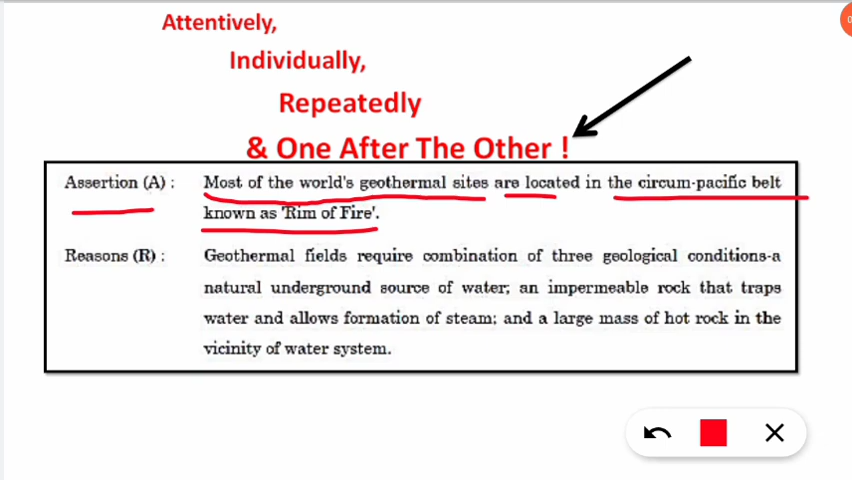 Attentively,
Individually,
Repeatedly
& One After The Other !
Assertion (A) : Most of the world's geothermal sites are located in the circum-pacific belt
known as 'Rim of Fire'.
Reasons (R) : Geothermal fields require combination of three geological conditions-a
natural underground source of water; an impermeable rock that traps
water and allows formation of steam; and a large mass of hot rock in the
vicinity of water system.